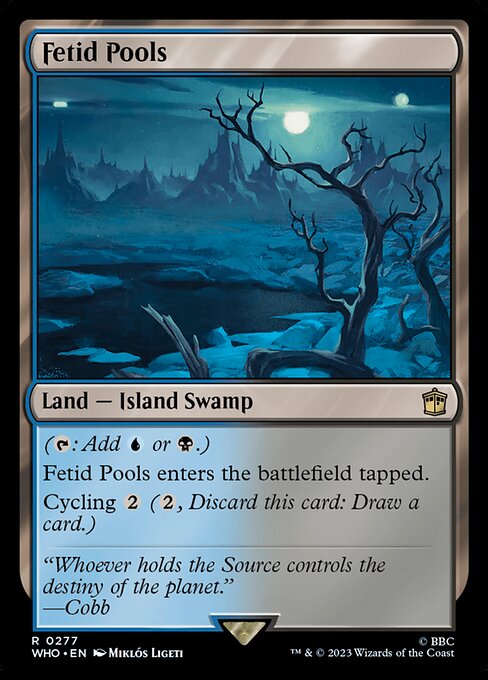 Fetid Pools
Land — Island Swamp
(: Add or .)
Fetid Pools enters the battlefield tapped.
Cycling 2 (2, Discard this card: Draw a
card.)
“Whoever holds the Source controls the
destiny of the planet.”
—Cobb
R 0277 © BBC
WHO • EN Miklós Ligeti ™ & © 2023 Wizards of the Coast